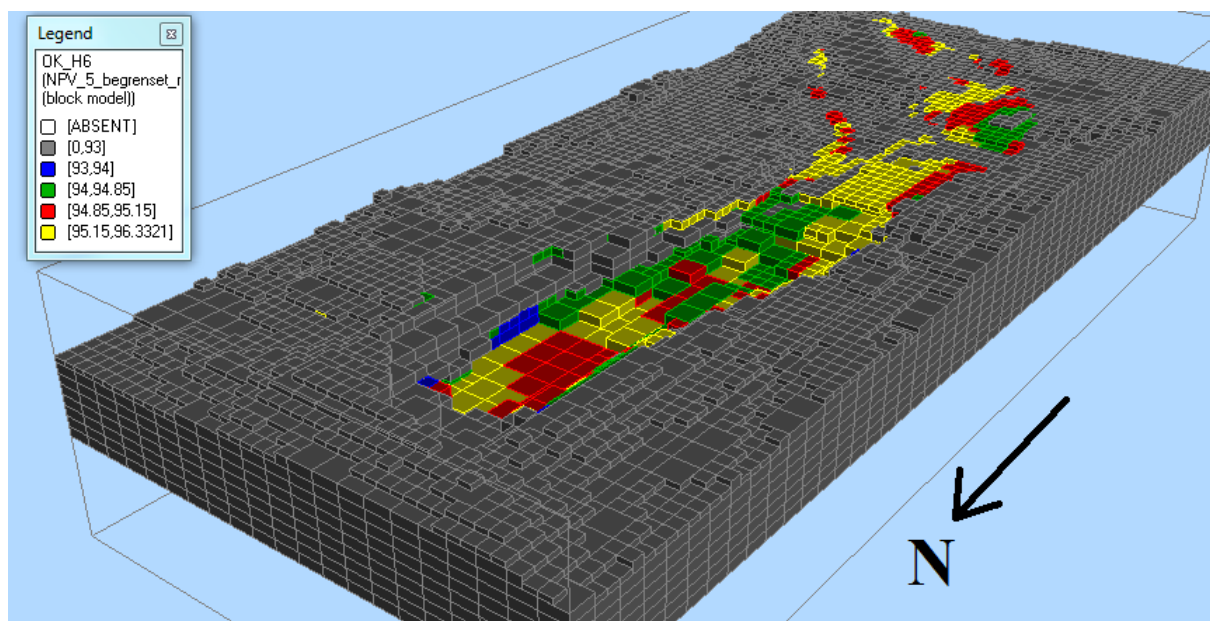 Legend
OK_H6
(NPV_5_begrenset_r
(block model))
[ABSENT]
[0,93]
[93,94]
[94,94.85]
[94.85,95.15]
[95.15,96.3321]
N